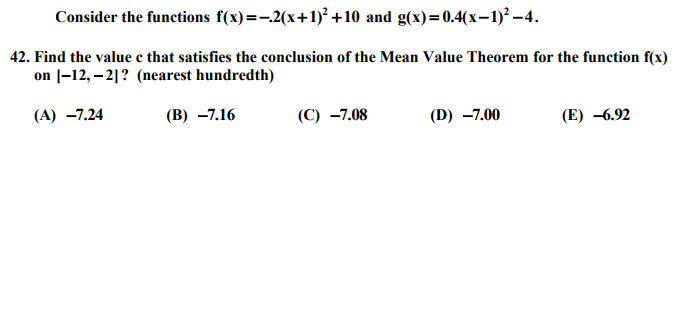 Consider the functions f(x)=−.2(x+1)²+10 and g(x)=0.4(x−1)²−4.
42. Find the value c that satisfies the conclusion of the Mean Value Theorem for the function f(x)
on [−12,−2]? (nearest hundredth)
(A) −7.24 (B) −7.16 (C) −7.08 (D) −7.00 (E) −6.92